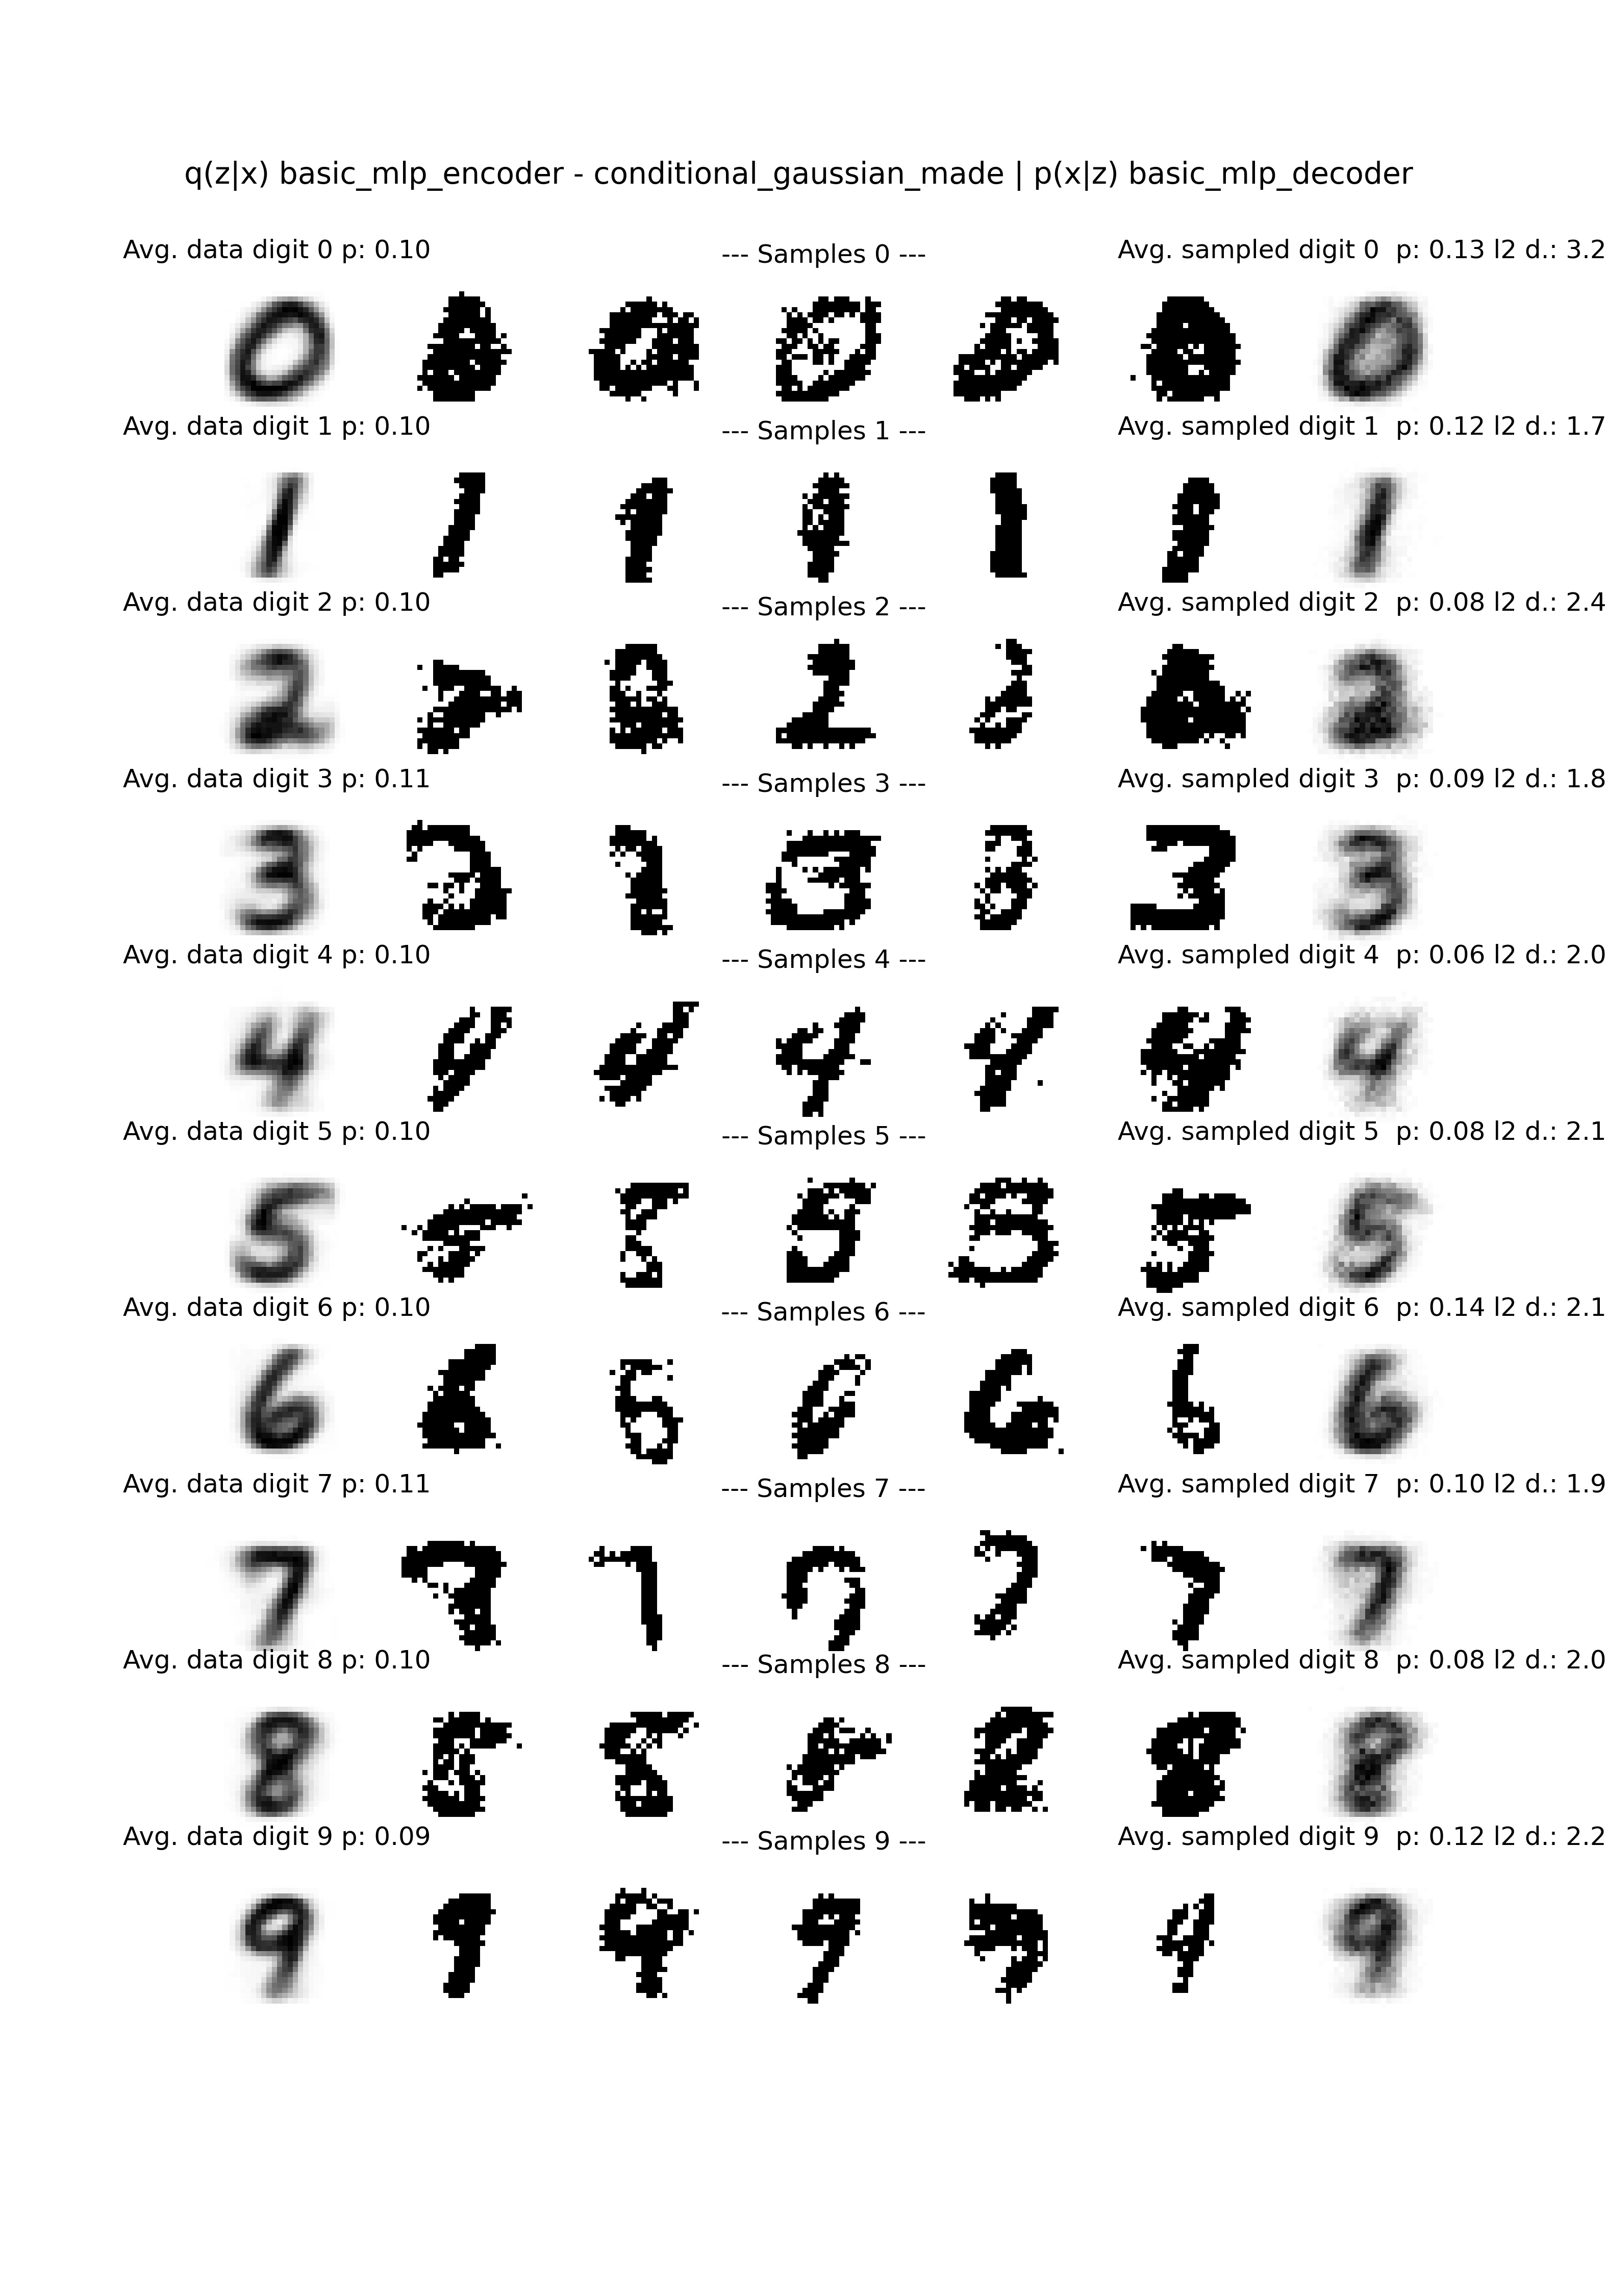 q(z|x) basic_mlp_encoder - conditional_gaussian_made | p(x|z) basic_mlp_decoder
Avg. data digit 0 p: 0.10 --- Samples 0 --- Avg. sampled digit 0  p: 0.13 l2 d.: 3.2
Avg. data digit 1 p: 0.10 --- Samples 1 --- Avg. sampled digit 1  p: 0.12 l2 d.: 1.7
Avg. data digit 2 p: 0.10 --- Samples 2 --- Avg. sampled digit 2  p: 0.08 l2 d.: 2.4
Avg. data digit 3 p: 0.11 --- Samples 3 --- Avg. sampled digit 3  p: 0.09 l2 d.: 1.8
Avg. data digit 4 p: 0.10 --- Samples 4 --- Avg. sampled digit 4  p: 0.06 l2 d.: 2.0
Avg. data digit 5 p: 0.10 --- Samples 5 --- Avg. sampled digit 5  p: 0.08 l2 d.: 2.1
Avg. data digit 6 p: 0.10 --- Samples 6 --- Avg. sampled digit 6  p: 0.14 l2 d.: 2.1
Avg. data digit 7 p: 0.11 --- Samples 7 --- Avg. sampled digit 7  p: 0.10 l2 d.: 1.9
Avg. data digit 8 p: 0.10 --- Samples 8 --- Avg. sampled digit 8  p: 0.08 l2 d.: 2.0
Avg. data digit 9 p: 0.09 --- Samples 9 --- Avg. sampled digit 9  p: 0.12 l2 d.: 2.2